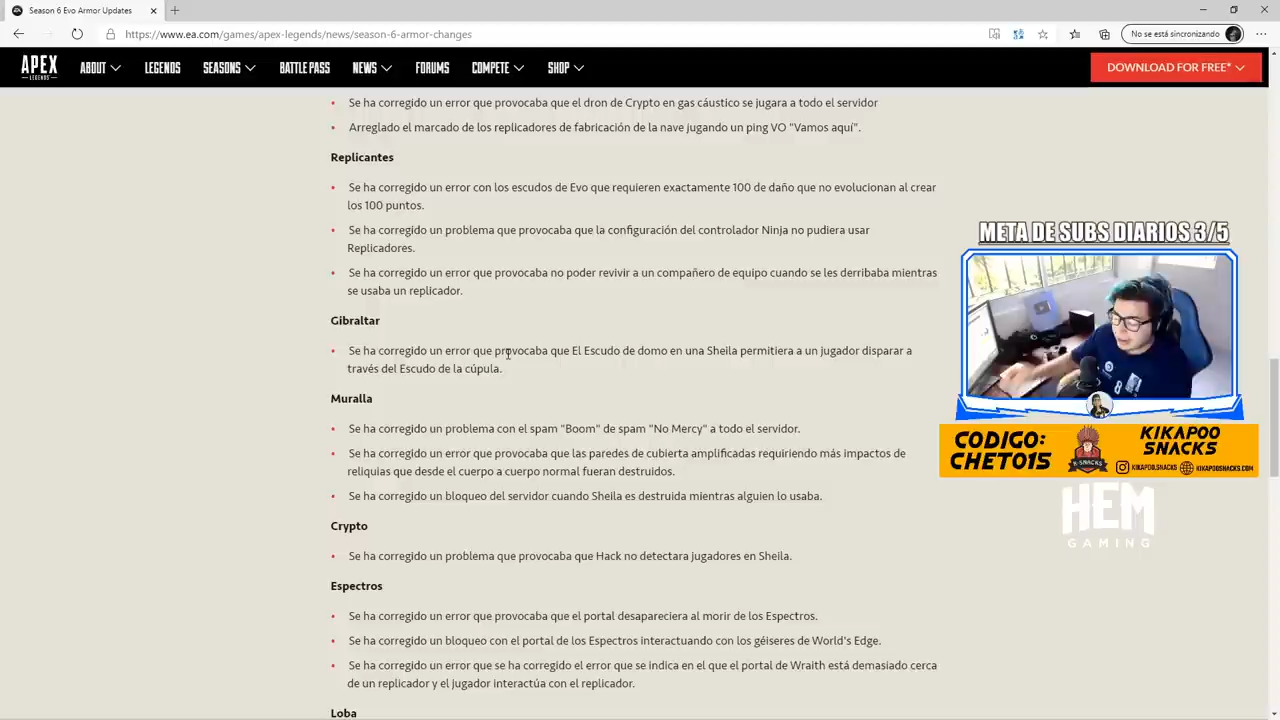 Season 6 Evo Armor Updates
https://www.ea.com/games/apex-legends/news/season-6-armor-changes
No se está sincronizando
APEX
LEGENDS
ABOUT
LEGENDS
SEASONS
BATTLE PASS
NEWS
FORUMS
COMPETE
SHOP
DOWNLOAD FOR FREE*
Se ha corregido un error que provocaba que el dron de Crypto en gas cáustico se jugara a todo el servidor
Arreglado el marcado de los replicadores de fabricación de la nave jugando un ping VO "Vamos aquí".
Replicantes
Se ha corregido un error con los escudos de Evo que requieren exactamente 100 de daño que no evolucionan al crear
los 100 puntos.
Se ha corregido un problema que provocaba que la configuración del controlador Ninja no pudiera usar
Replicadores.
Se ha corregido un error que provocaba no poder revivir a un compañero de equipo cuando se les derribaba mientras
se usaba un replicador.
Gibraltar
Se ha corregido un error que provocaba que El Escudo de domo en una Sheila permitiera a un jugador disparar a
través del Escudo de la cúpula.
Muralla
Se ha corregido un problema con el spam "Boom" de spam "No Mercy" a todo el servidor.
Se ha corregido un error que provocaba que las paredes de cubierta amplificadas requiriendo más impactos de
reliquias que desde el cuerpo a cuerpo normal fueran destruidos.
Se ha corregido un bloqueo del servidor cuando Sheila es destruida mientras alguien lo usaba.
Crypto
Se ha corregido un problema que provocaba que Hack no detectara jugadores en Sheila.
Espectros
Se ha corregido un error que provocaba que el portal desapareciera al morir de los Espectros.
Se ha corregido un bloqueo con el portal de los Espectros interactuando con los géiseres de World's Edge.
Se ha corregido un error que se ha corregido el error que se indica en el que el portal de Wraith está demasiado cerca
de un replicador y el jugador interactúa con el replicador.
Loba
META DE SUBS DIARIOS 3/5
CODIGO:
CHETO15
K-SNACKS
KIKAPOO
SNACKS
KIKAPOO.SNACKS
KIKAPOOSNACKS.COM
HEM
GAMING